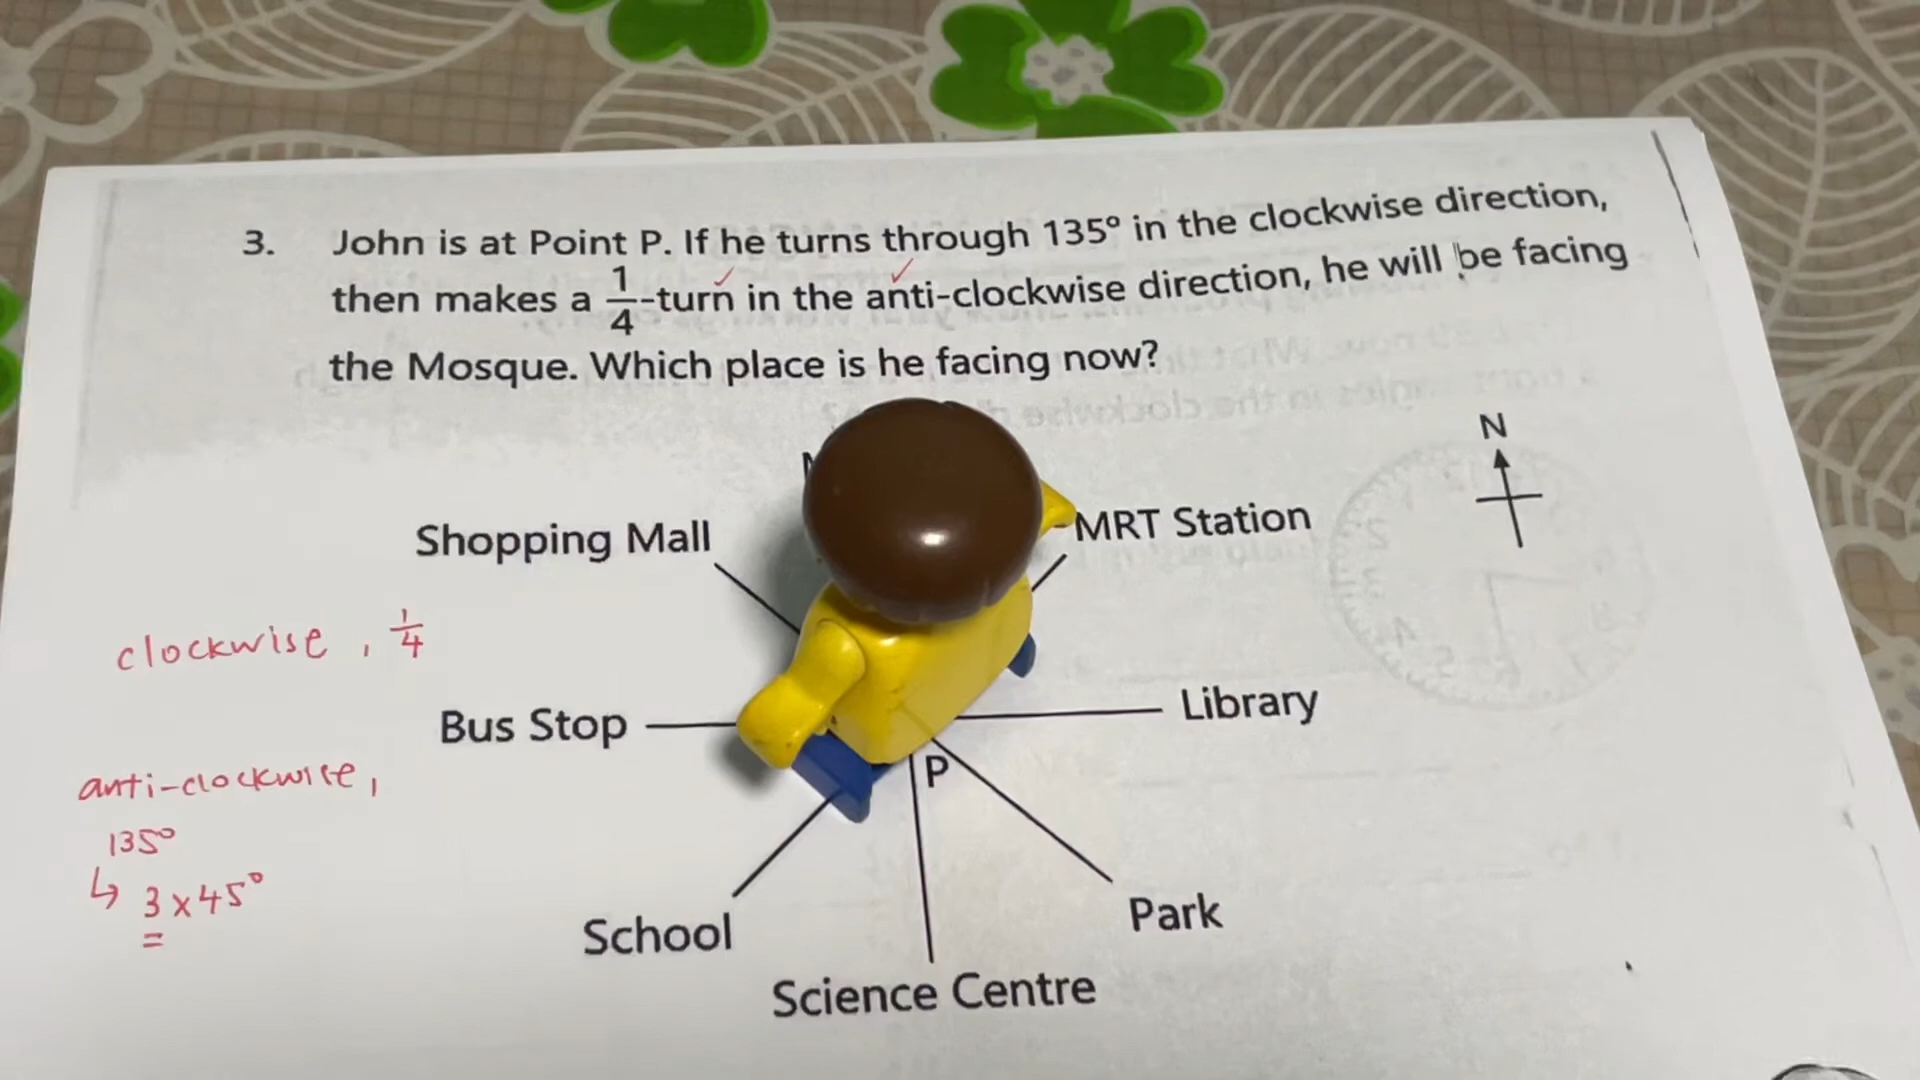 3. John is at Point P. If he turns through 135° in the clockwise direction,
then makes a 1/4-turn in the anti-clockwise direction, he will be facing
the Mosque. Which place is he facing now?
N
Shopping Mall
MRT Station
clockwise, 1/4
Bus Stop
Library
anti-clockwise,
P
135°
↳ 3 x 45°
=
School
Park
Science Centre